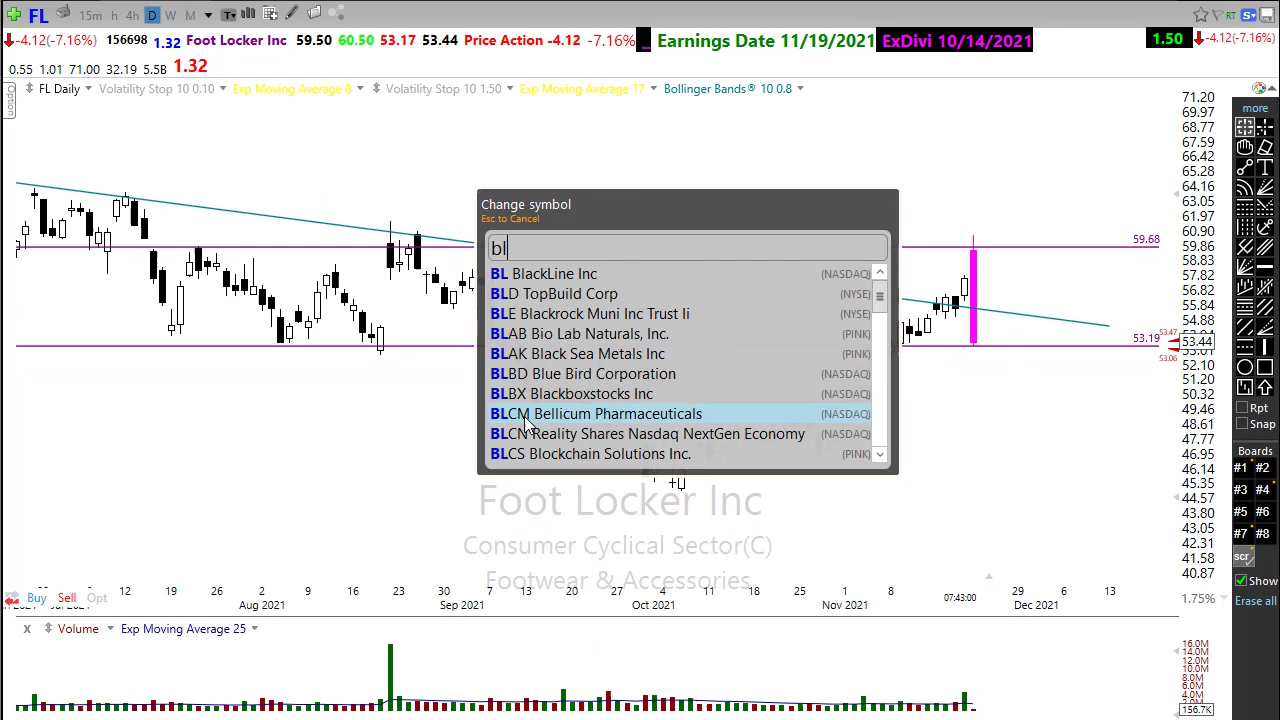 FL 15m h 4h D W M T RT S
-4.12(-7.16%) 156698 1.32 Foot Locker Inc 59.50 60.50 53.17 53.44 Price Action -4.12 -7.16% ... Earnings Date 11/19/2021 ExDivi 10/14/2021 1.50 -4.12(-7.16%)
0.55 1.01 71.00 32.19 5.5B 1.32
Option
FL Daily Volatility Stop 10 0.10 Exp Moving Average 8 Volatility Stop 10 1.50 Exp Moving Average 17 Bollinger Bands® 10 0.8
Change symbol
Esc to Cancel
bl
BL BlackLine Inc (NASDAQ)
BLD TopBuild Corp (NYSE)
BLE Blackrock Muni Inc Trust Ii (NYSE)
BLAB Bio Lab Naturals, Inc. (PINK)
BLAK Black Sea Metals Inc (PINK)
BLBD Blue Bird Corporation (NASDAQ)
BLBX Blackboxstocks Inc (NASDAQ)
BLCM Bellicum Pharmaceuticals (NASDAQ)
BLCN Reality Shares Nasdaq NextGen Economy (NASDAQ)
BLCS Blockchain Solutions Inc. (PINK)
Foot Locker Inc
Consumer Cyclical Sector(C)
Footwear & Accessories
59.68
53.19
71.20
69.97
68.77
67.59
66.42
65.28
64.16
63.05
61.97
60.90
59.86
58.83
57.82
56.82
55.84
54.88
53.47
53.44
53.06
52.10
51.20
50.32
49.46
48.61
47.77
46.95
46.14
45.35
44.57
43.80
43.05
42.31
41.58
40.87
12 19 26 2 9 16 23 30 7 13 20 27 4 11 18 25 1 8 07:43:00 29 6 13
Aug 2021 Sep 2021 Oct 2021 Nov 2021 Dec 2021
Buy Sell Opt
1.75%
X Volume Exp Moving Average 25
16.0M
14.0M
12.0M
10.0M
8.0M
6.0M
4.0M
156.7K
more
T
Rpt
Snap
Boards
#1 #2
#3 #4
#5 #6
#7 #8
scr
Show
Erase all